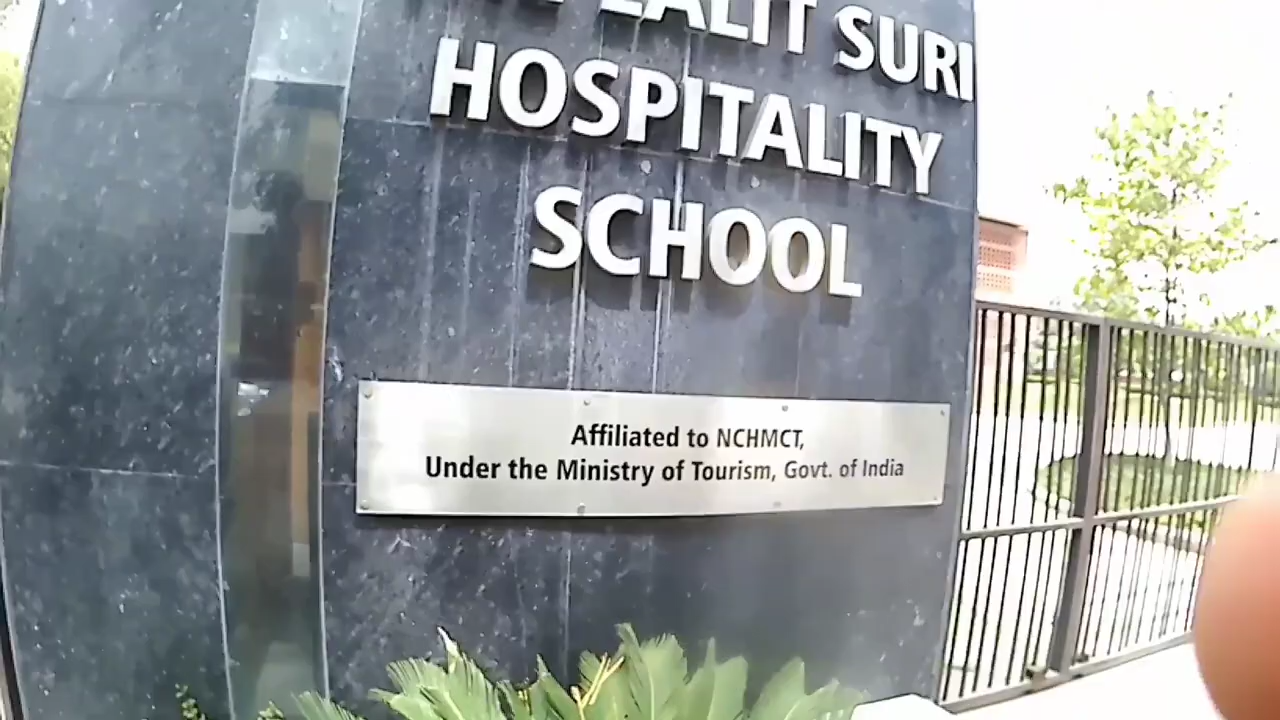 LALIT SURI
HOSPITALITY
SCHOOL
Affiliated to NCHMCT,
Under the Ministry of Tourism, Govt. of India